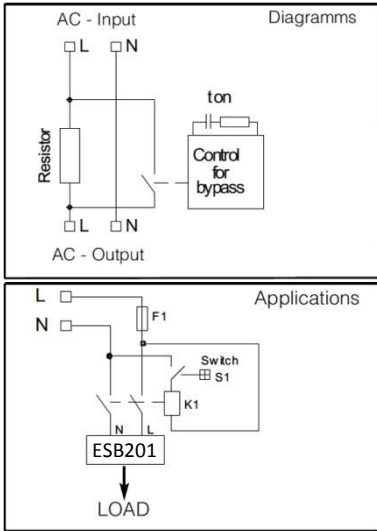 AC - Input
Diagramms
L
N
ton
Resistor
Control
for
bypass
L
N
AC - Output
L
Applications
F1
N
Switch
S1
K1
N
L
ESB201
LOAD